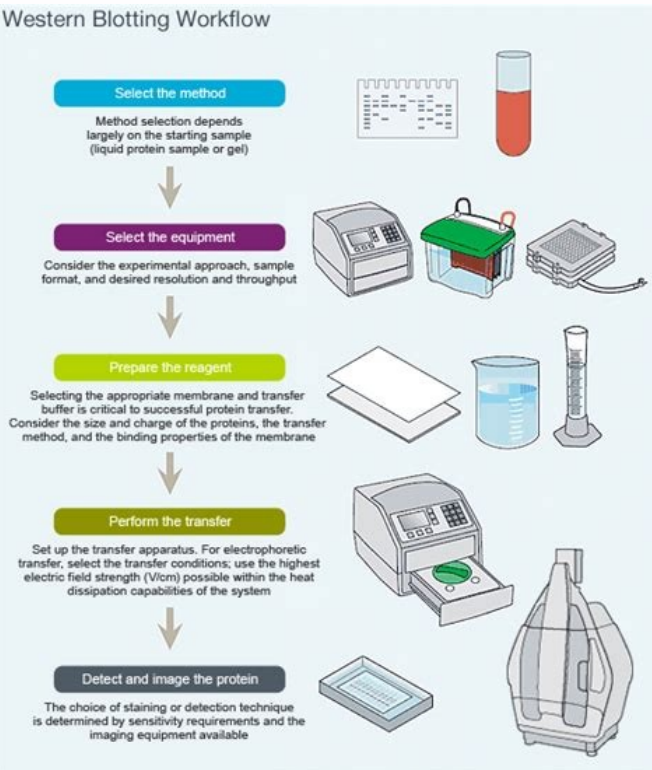 Western Blotting Workflow
Select the method
Method selection depends
largely on the starting sample
(liquid protein sample or gel)
Select the equipment
Consider the experimental approach, sample
format, and desired resolution and throughput
Prepare the reagent
Selecting the appropriate membrane and transfer
buffer is critical to successful protein transfer.
Consider the size and charge of the proteins, the transfer
method, and the binding properties of the membrane
Perform the transfer
Set up the transfer apparatus. For electrophoretic
transfer, select the transfer conditions; use the highest
electric field strength (V/cm) possible within the heat
dissipation capabilities of the system
Detect and image the protein
The choice of staining or detection technique
is determined by sensitivity requirements and the
imaging equipment available